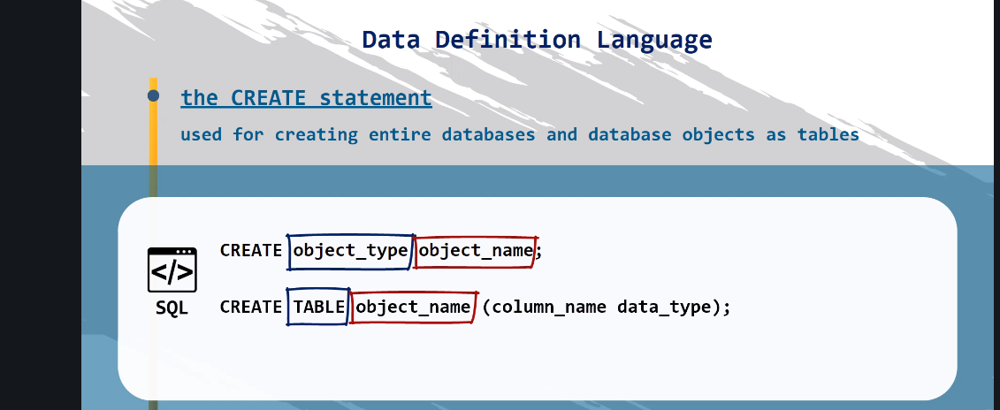 Data Definition Language
the CREATE statement
used for creating entire databases and database objects as tables
CREATE object_type object_name;
CREATE TABLE object_name (column_name data_type);
</>
SQL